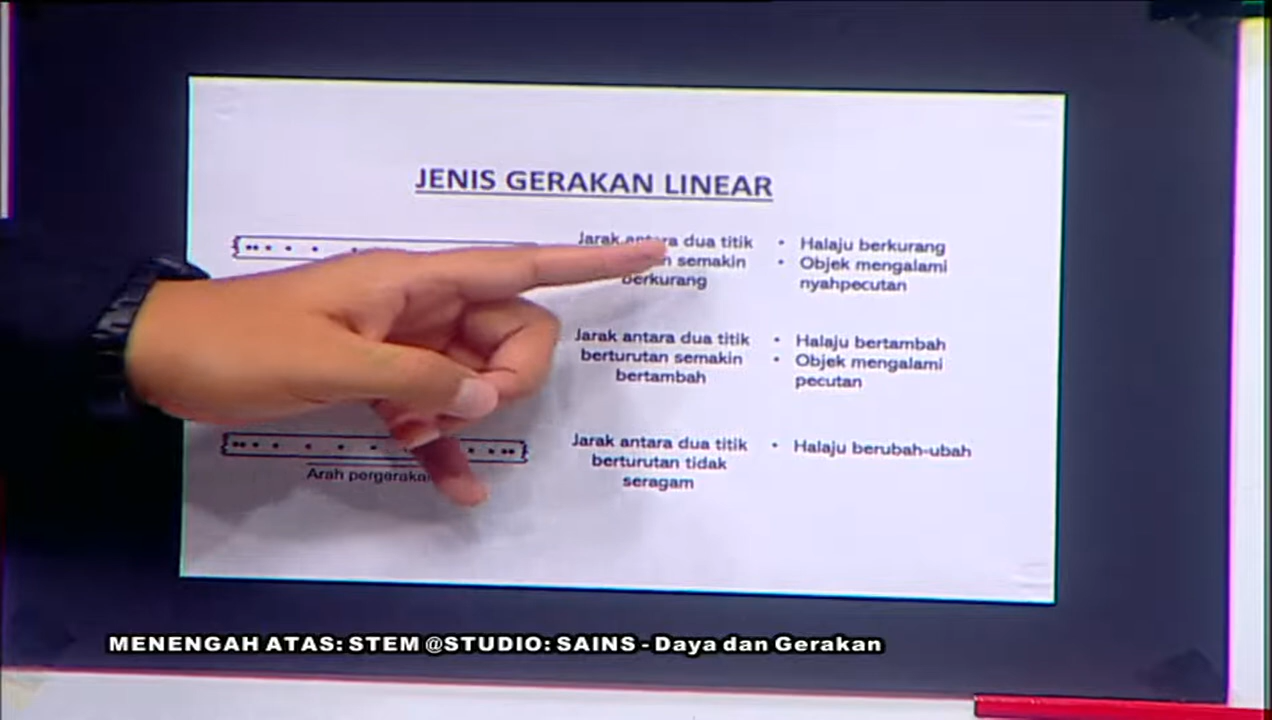 JENIS GERAKAN LINEAR
Jarak antara dua titik
semakin
berkurang
• Halaju berkurang
• Objek mengalami
nyahpecutan
Jarak antara dua titik
berturutan semakin
bertambah
• Halaju bertambah
• Objek mengalami
pecutan
Arah pergerakan
Jarak antara dua titik
berturutan tidak
seragam
• Halaju berubah-ubah
MENENGAH ATAS: STEM @STUDIO: SAINS - Daya dan Gerakan